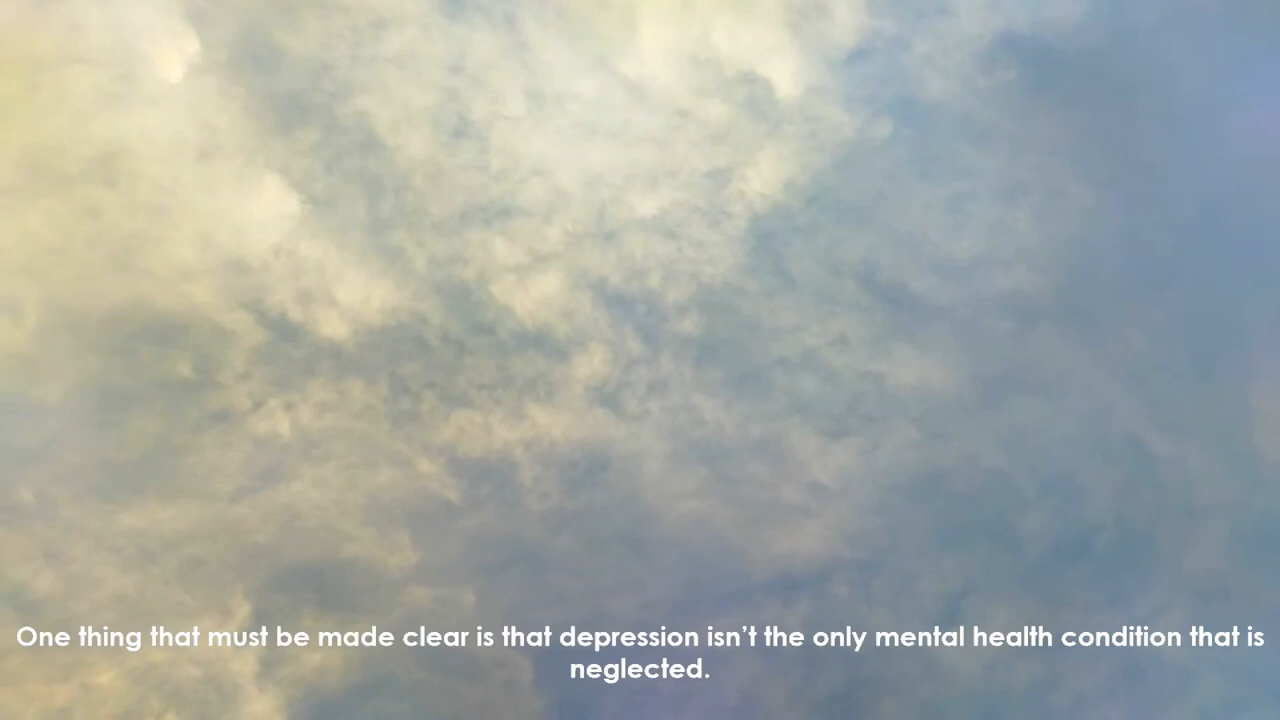 One thing that must be made clear is that depression isn’t the only mental health condition that is
neglected.